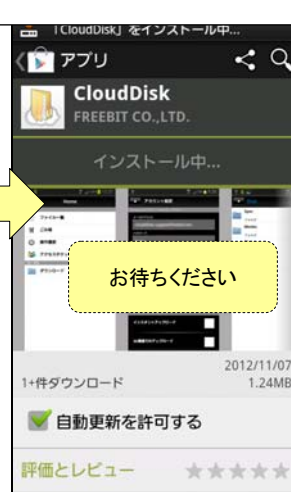 「CloudDisk」をインストール中...
アプリ
CloudDisk
FREEBIT CO.,LTD.
インストール中...
Home
お待ちください
2012/11/07
1+件ダウンロード
1.24MB
自動更新を許可する
評価とレビュー